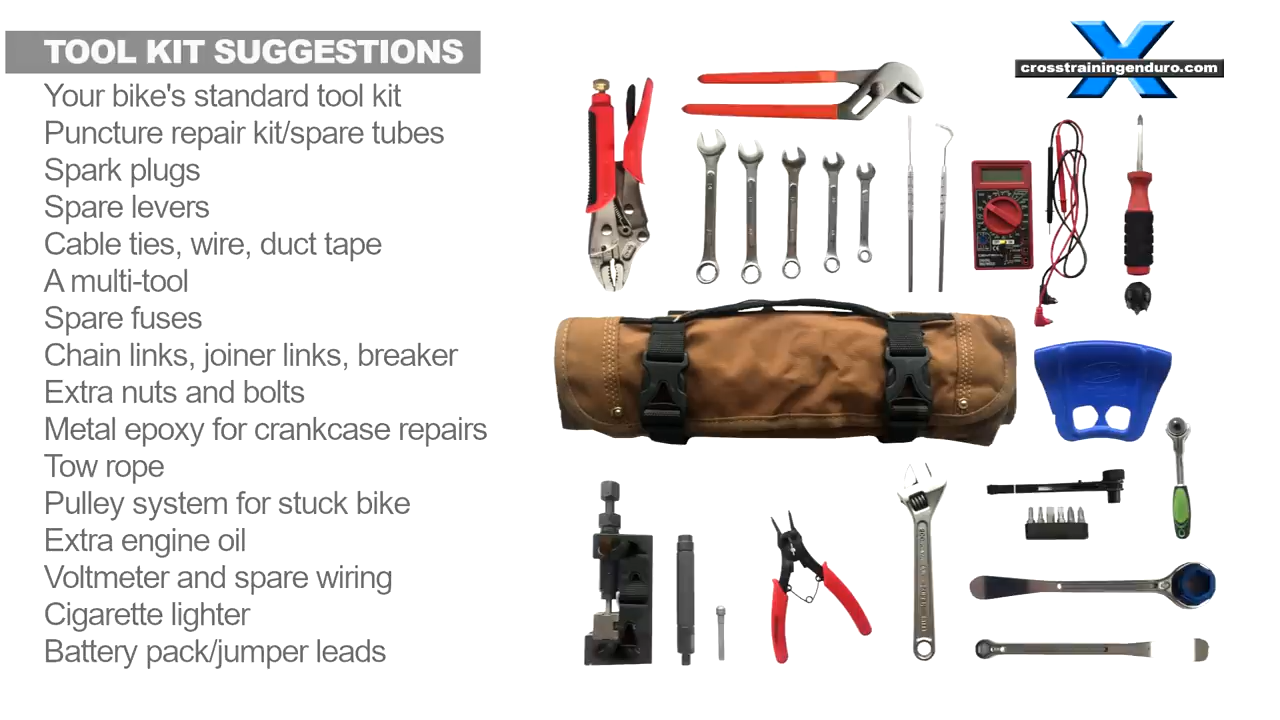 TOOL KIT SUGGESTIONS
Your bike's standard tool kit
Puncture repair kit/spare tubes
Spark plugs
Spare levers
Cable ties, wire, duct tape
A multi-tool
Spare fuses
Chain links, joiner links, breaker
Extra nuts and bolts
Metal epoxy for crankcase repairs
Tow rope
Pulley system for stuck bike
Extra engine oil
Voltmeter and spare wiring
Cigarette lighter
Battery pack/jumper leads
X
crosstrainingenduro.com